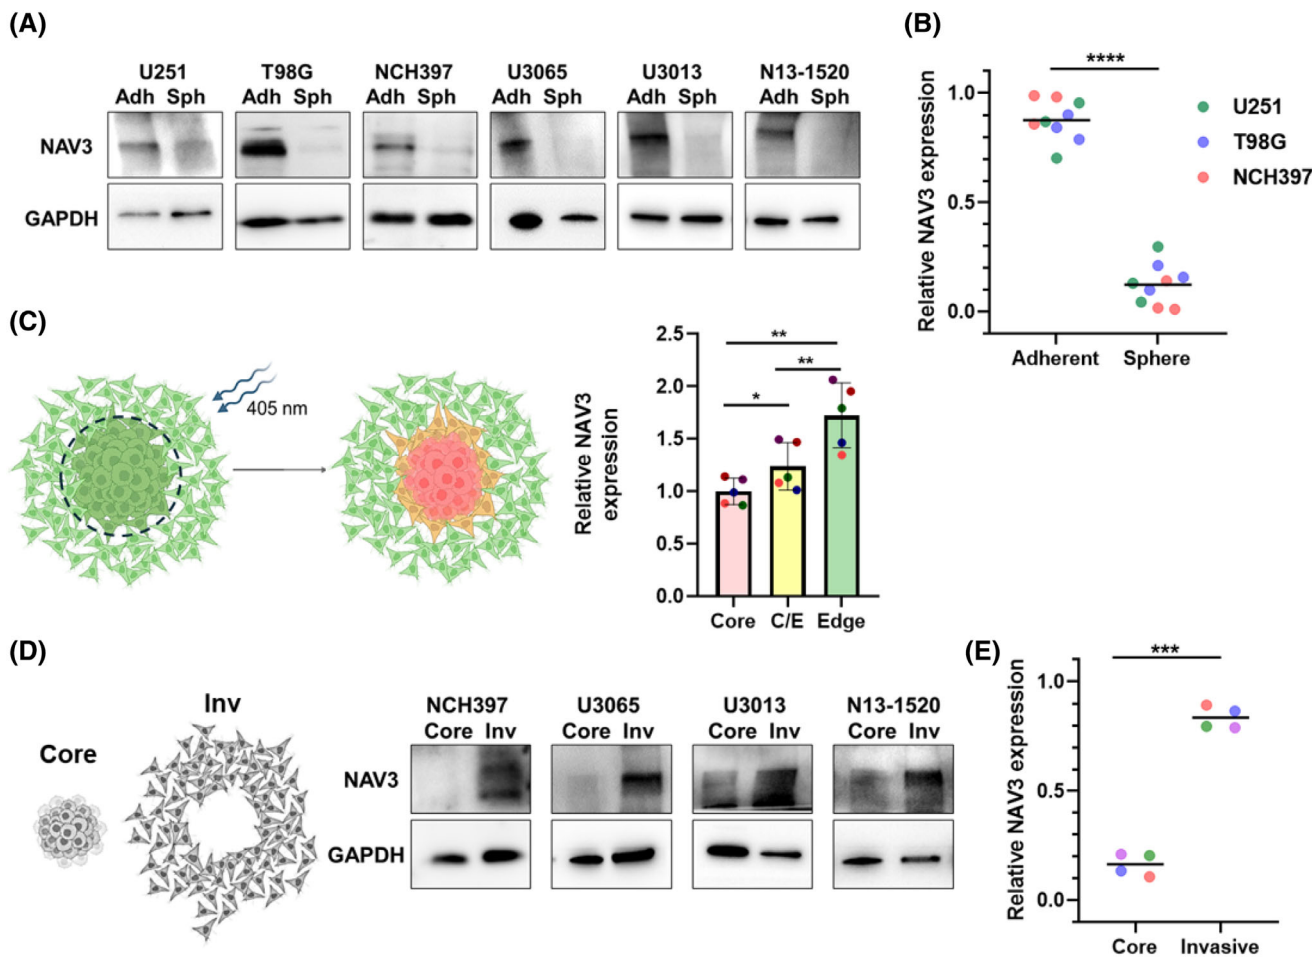 (A)
U251 T98G NCH397 U3065 U3013 N13-1520
Adh Sph Adh Sph Adh Sph Adh Sph Adh Sph Adh Sph
NAV3
GAPDH
(B)
Relative NAV3 expression
1.0
0.5
0.0
****
Adherent Sphere
U251
T98G
NCH397
(C)
405 nm
Relative NAV3
expression
2.5
2.0
1.5
1.0
0.5
0.0
**
**
*
Core C/E Edge
(D)
Core
Inv
NCH397 U3065 U3013 N13-1520
Core Inv Core Inv Core Inv Core Inv
NAV3
GAPDH
(E)
Relative NAV3 expression
1.0
0.5
0.0
***
Core Invasive